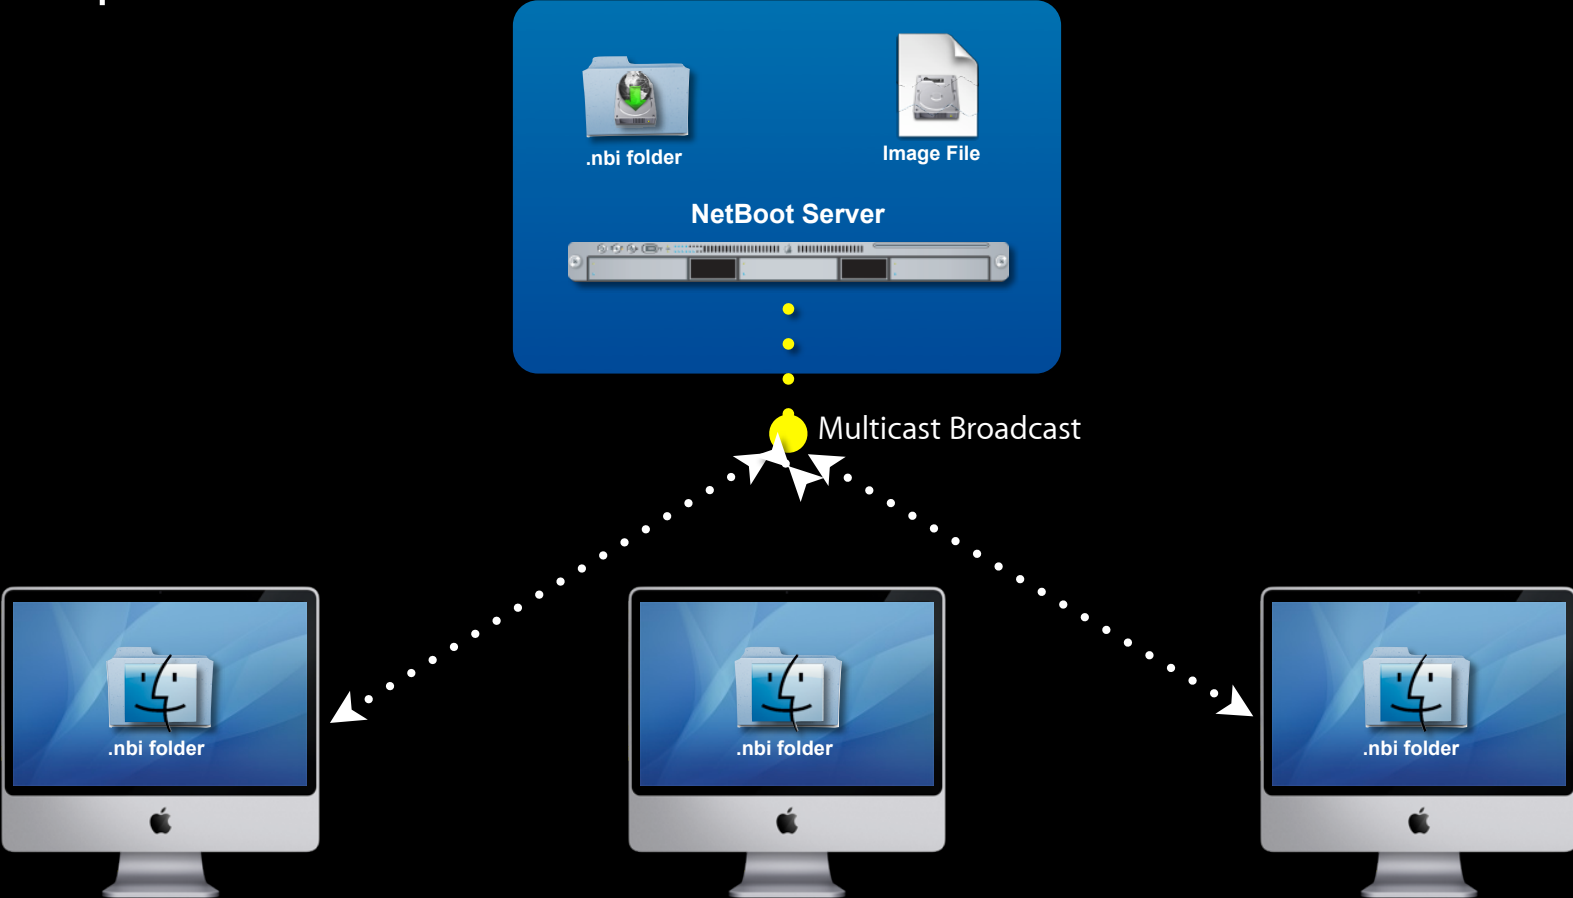 .nbi folder
Image File
NetBoot Server
Multicast Broadcast
.nbi folder
.nbi folder
.nbi folder